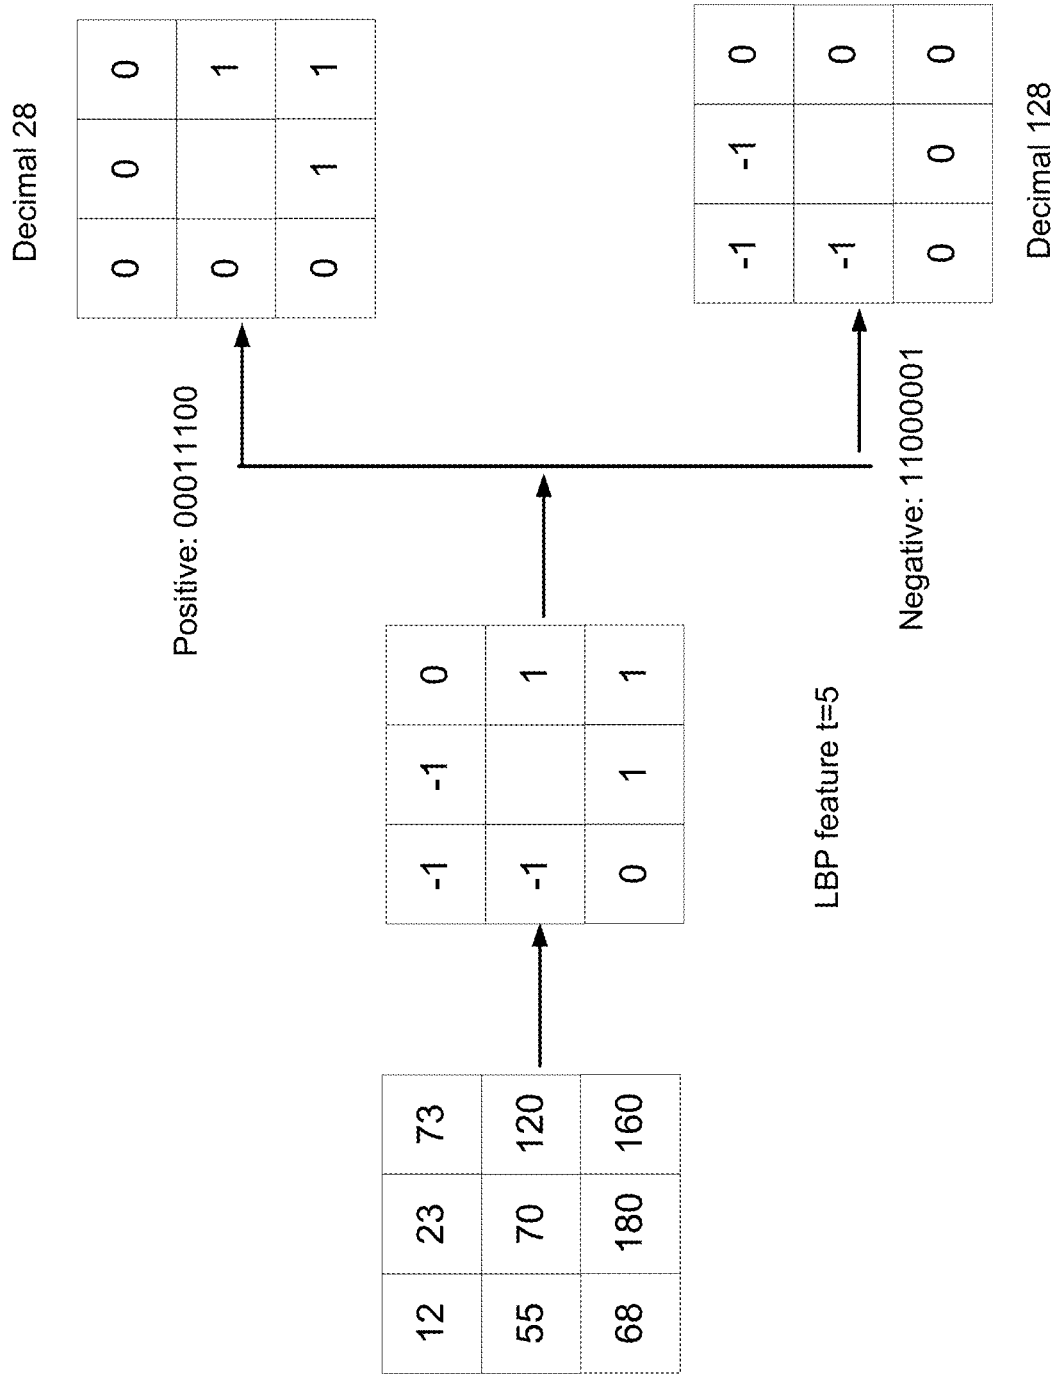 Decimal 28
0 0 0
0 1
0 1 1
Positive: 00011100
12 23 73
55 70 120
68 180 160
-1 -1 0
-1 1
0 1 1
LBP feature t=5
Negative: 11000001
-1 -1 0
-1 0
0 0 0
Decimal 128